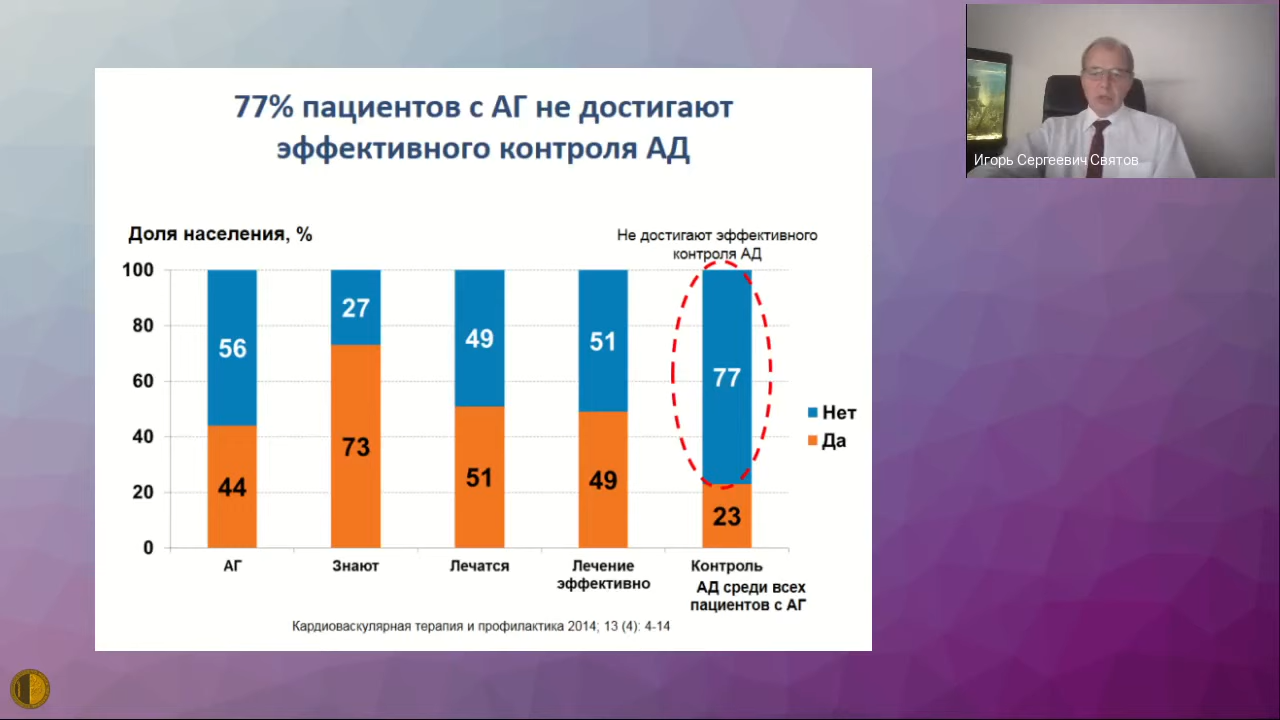 77% пациентов с АГ не достигают
эффективного контроля АД
Игорь Сергеевич Святов
Доля населения, %
Не достигают эффективного
контроля АД
100
80
60
40
20
0
56
27
49
51
77
44
73
51
49
23
Нет
Да
АГ
Знают
Лечатся
Лечение
эффективно
Контроль
АД среди всех
пациентов с АГ
Кардиоваскулярная терапия и профилактика 2014; 13 (4): 4-14